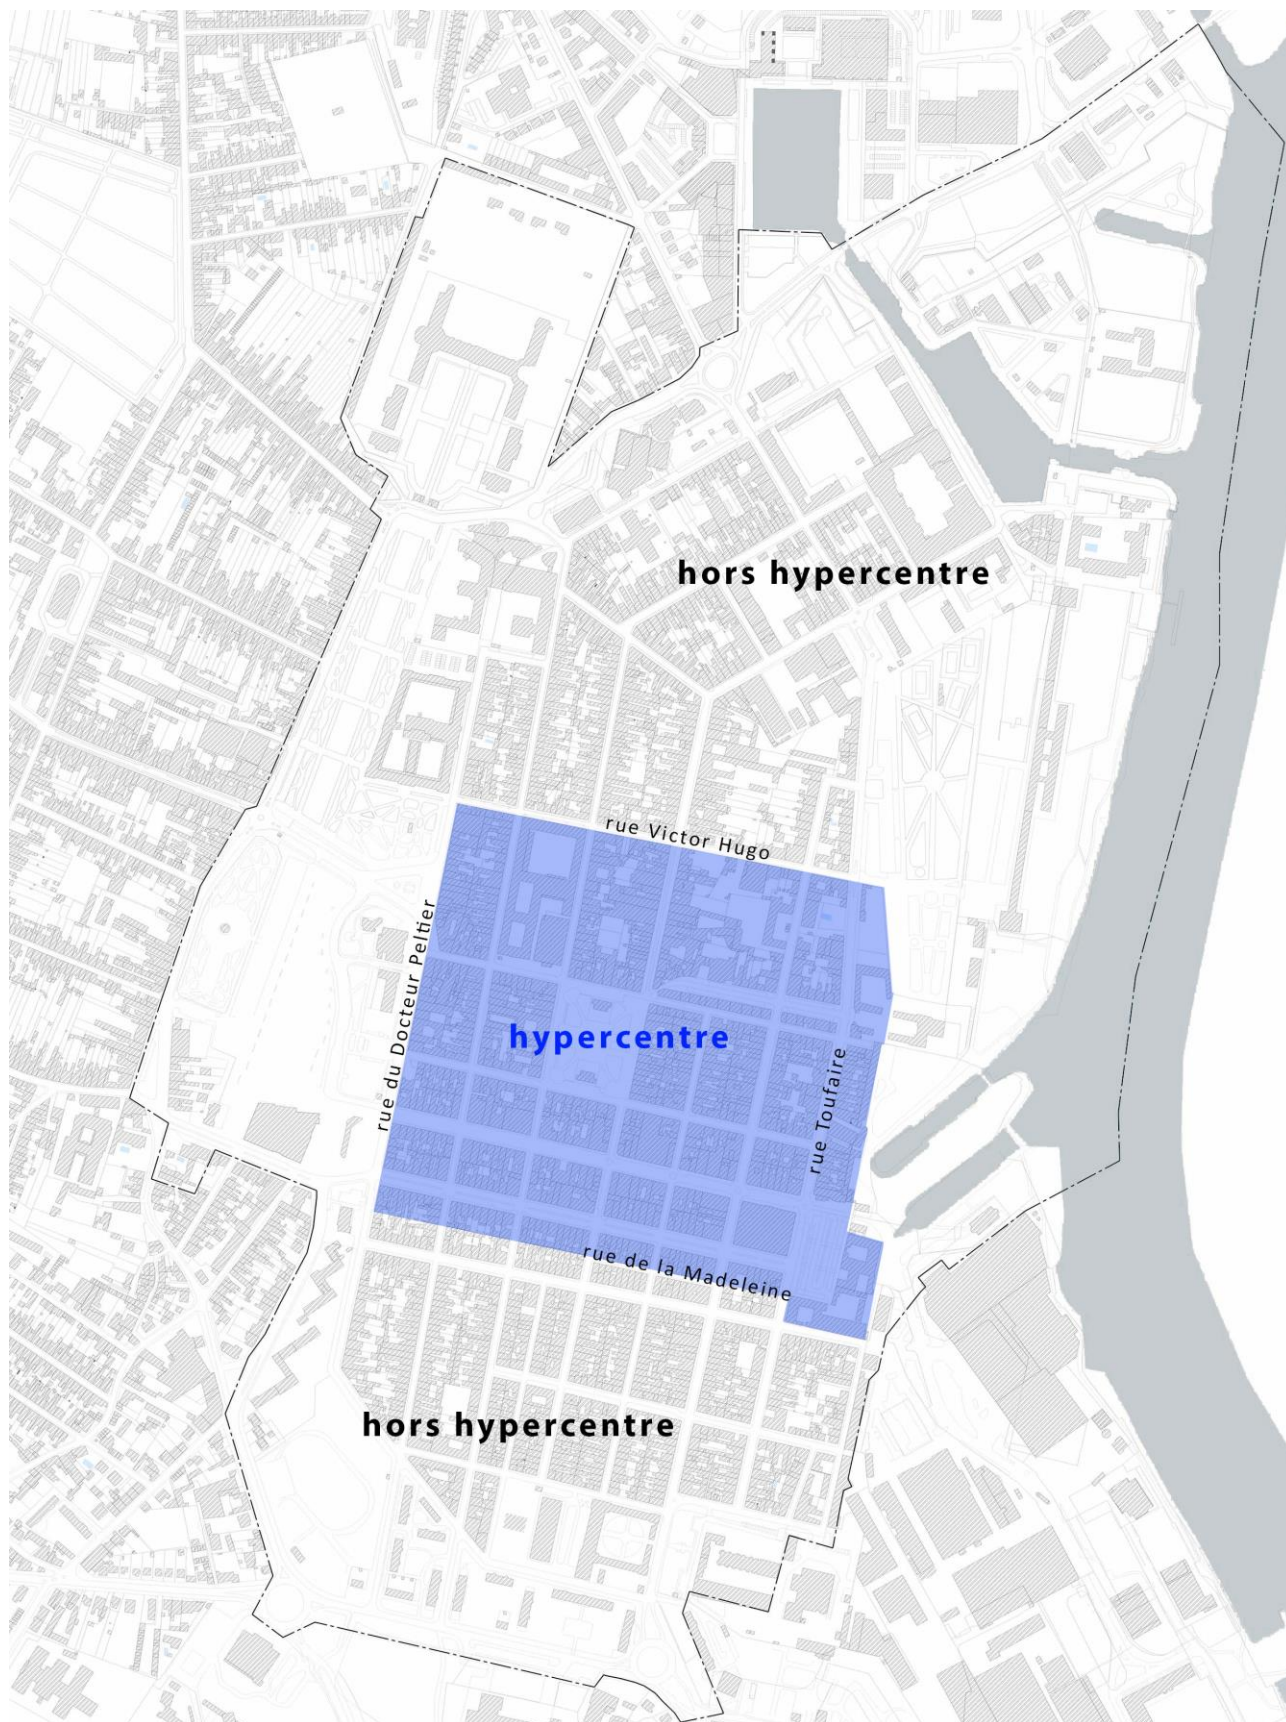 hors hypercentre
rue Victor Hugo
rue du Docteur Peltier
hypercentre
rue Toufaire
rue de la Madeleine
hors hypercentre